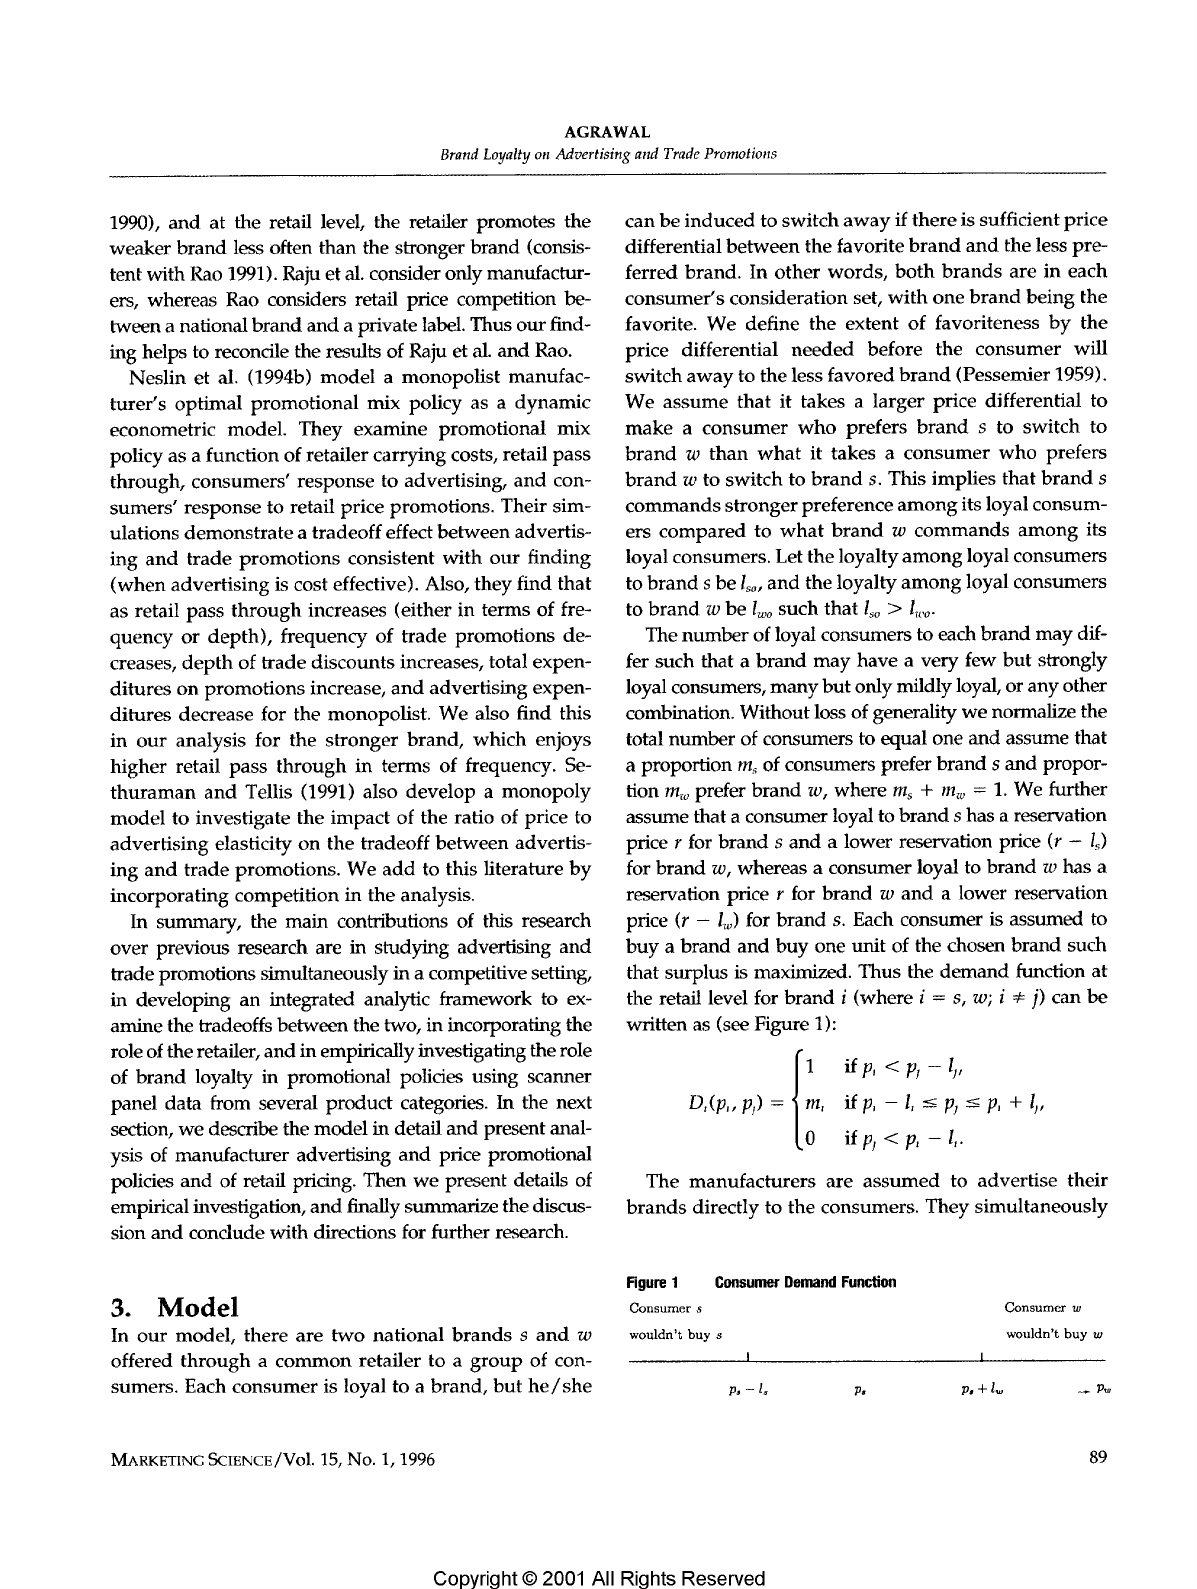 AGRAWAL
Brand Loyalty on Advertising and Trade Promotions
1990), and at the retail level, the retailer promotes the
weaker brand less often than the stronger brand (consis-
tent with Rao 1991). Raju et al. consider only manufactur-
ers, whereas Rao considers retail price competition be-
tween a national brand and a private label. Thus our find-
ing helps to reconcile the results of Raju et al. and Rao.
Neslin et al. (1994b) model a monopolist manufac-
turer's optimal promotional mix policy as a dynamic
econometric model. They examine promotional mix
policy as a function of retailer carrying costs, retail pass
through, consumers' response to advertising, and con-
sumers' response to retail price promotions. Their sim-
ulations demonstrate a tradeoff effect between advertis-
ing and trade promotions consistent with our finding
(when advertising is cost effective). Also, they find that
as retail pass through increases (either in terms of fre-
quency or depth), frequency of trade promotions de-
creases, depth of trade discounts increases, total expen-
ditures on promotions increase, and advertising expen-
ditures decrease for the monopolist. We also find this
in our analysis for the stronger brand, which enjoys
higher retail pass through in terms of frequency. Se-
thuraman and Tellis (1991) also develop a monopoly
model to investigate the impact of the ratio of price to
advertising elasticity on the tradeoff between advertis-
ing and trade promotions. We add to this literature by
incorporating competition in the analysis.
In summary, the main contributions of this research
over previous research are in studying advertising and
trade promotions simultaneously in a competitive setting,
in developing an integrated analytic framework to ex-
amine the tradeoffs between the two, in incorporating the
role of the retailer, and in empirically investigating the role
of brand loyalty in promotional policies using scanner
panel data from several product categories. In the next
section, we describe the model in detail and present anal-
ysis of manufacturer advertising and price promotional
policies and of retail pricing. Then we present details of
empirical investigation, and finally summarize the discus-
sion and conclude with directions for further research.
3. Model
In our model, there are two national brands s and w
offered through a common retailer to a group of con-
sumers. Each consumer is loyal to a brand, but he/she
can be induced to switch away if there is sufficient price
differential between the favorite brand and the less pre-
ferred brand. In other words, both brands are in each
consumer's consideration set, with one brand being the
favorite. We define the extent of favoriteness by the
price differential needed before the consumer will
switch away to the less favored brand (Pessemier 1959).
We assume that it takes a larger price differential to
make a consumer who prefers brand s to switch to
brand w than what it takes a consumer who prefers
brand w to switch to brand s. This implies that brand s
commands stronger preference among its loyal consum-
ers compared to what brand w commands among its
loyal consumers. Let the loyalty among loyal consumers
to brand s be l_so, and the loyalty among loyal consumers
to brand w be l_wo such that l_so > l_wo.
The number of loyal consumers to each brand may dif-
fer such that a brand may have a very few but strongly
loyal consumers, many but only mildly loyal, or any other
combination. Without loss of generality we normalize the
total number of consumers to equal one and assume that
a proportion m_s of consumers prefer brand s and propor-
tion m_w prefer brand w, where m_s + m_w = 1. We further
assume that a consumer loyal to brand s has a reservation
price r for brand s and a lower reservation price (r − l_s)
for brand w, whereas a consumer loyal to brand w has a
reservation price r for brand w and a lower reservation
price (r − l_w) for brand s. Each consumer is assumed to
buy a brand and buy one unit of the chosen brand such
that surplus is maximized. Thus the demand function at
the retail level for brand i (where i = s, w; i ≠ j) can be
written as (see Figure 1):
1 if p_i < p_j − l_j,
D_i(p_i, p_j) = { m_i if p_i − l_i ≤ p_j ≤ p_i + l_j,
0 if p_j < p_i − l_i.
The manufacturers are assumed to advertise their
brands directly to the consumers. They simultaneously
Figure 1 Consumer Demand Function
Consumer s Consumer w
wouldn't buy s wouldn't buy w
p_s − l_s p_s p_s + l_w → p_w
MARKETING SCIENCE/Vol. 15, No. 1, 1996 89
Copyright © 2001 All Rights Reserved